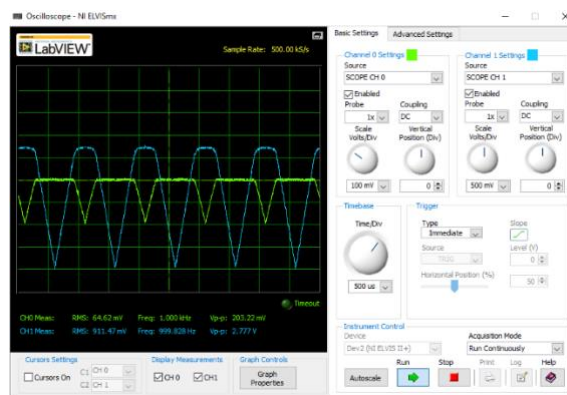 Oscilloscope - NI ELVISmx
LabVIEW
Sample Rate: 500.00 kS/s
CH0 Meas: RMS: 64.62 mV Freq: 1.000 kHz Vp-p: 203.22 mV
CH1 Meas: RMS: 911.47 mV Freq: 999.828 Hz Vp-p: 2.777 V
Timeout
Cursors Settings
Cursors On
C1 CH 0
C2 CH 1
Display Measurements
CH 0 CH1
Graph Controls
Graph
Properties
Basic Settings Advanced Settings
Channel 0 Settings
Source
SCOPE CH 0
Enabled
Probe Coupling
1x DC
Scale Vertical
Volts/Div Position (Div)
100 mV 0
Channel 1 Settings
Source
SCOPE CH 1
Enabled
Probe Coupling
1x DC
Scale Vertical
Volts/Div Position (Div)
500 mV 0
Timebase
Time/Div
500 us
Trigger
Type Slope
Immediate
Source Level (V)
TRIG 0
Horizontal Position (%)
50
Instrument Control
Device Acquisition Mode
Dev2 (NI ELVIS II+) Run Continuously
Run Stop Print Log Help
Autoscale